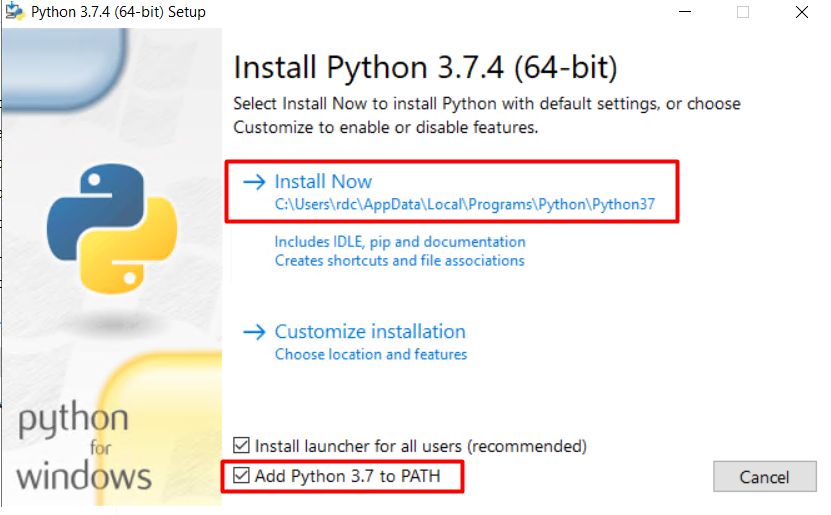 Python 3.7.4 (64-bit) Setup
Install Python 3.7.4 (64-bit)
Select Install Now to install Python with default settings, or choose
Customize to enable or disable features.
Install Now
C:\Users\rdc\AppData\Local\Programs\Python\Python37
Includes IDLE, pip and documentation
Creates shortcuts and file associations
Customize installation
Choose location and features
python
for
windows
Install launcher for all users (recommended)
Add Python 3.7 to PATH
Cancel